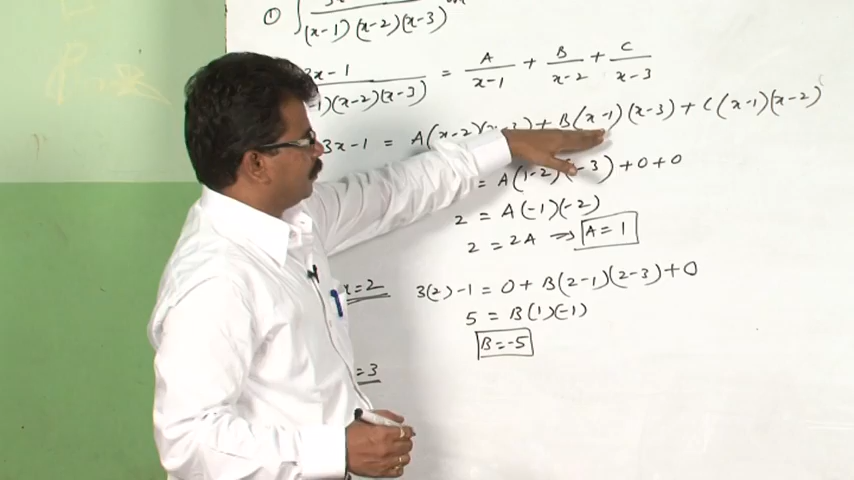 ① ∫ (x-1)(x-2)(x-3)
3x-1 / -1)(x-2)(x-3) = A/x-1 + B/x-2 + C/x-3
3x-1 = A(x-2)(x-3) + B(x-1)(x-3) + C(x-1)(x-2)
= A(1-2)( -3) + 0 + 0
2 = A(-1)(-2)
2 = 2A ⇒ A = 1
x=2 3(2)-1 = 0 + B(2-1)(2-3) + 0
5 = B(1)(-1)
B = -5
=3